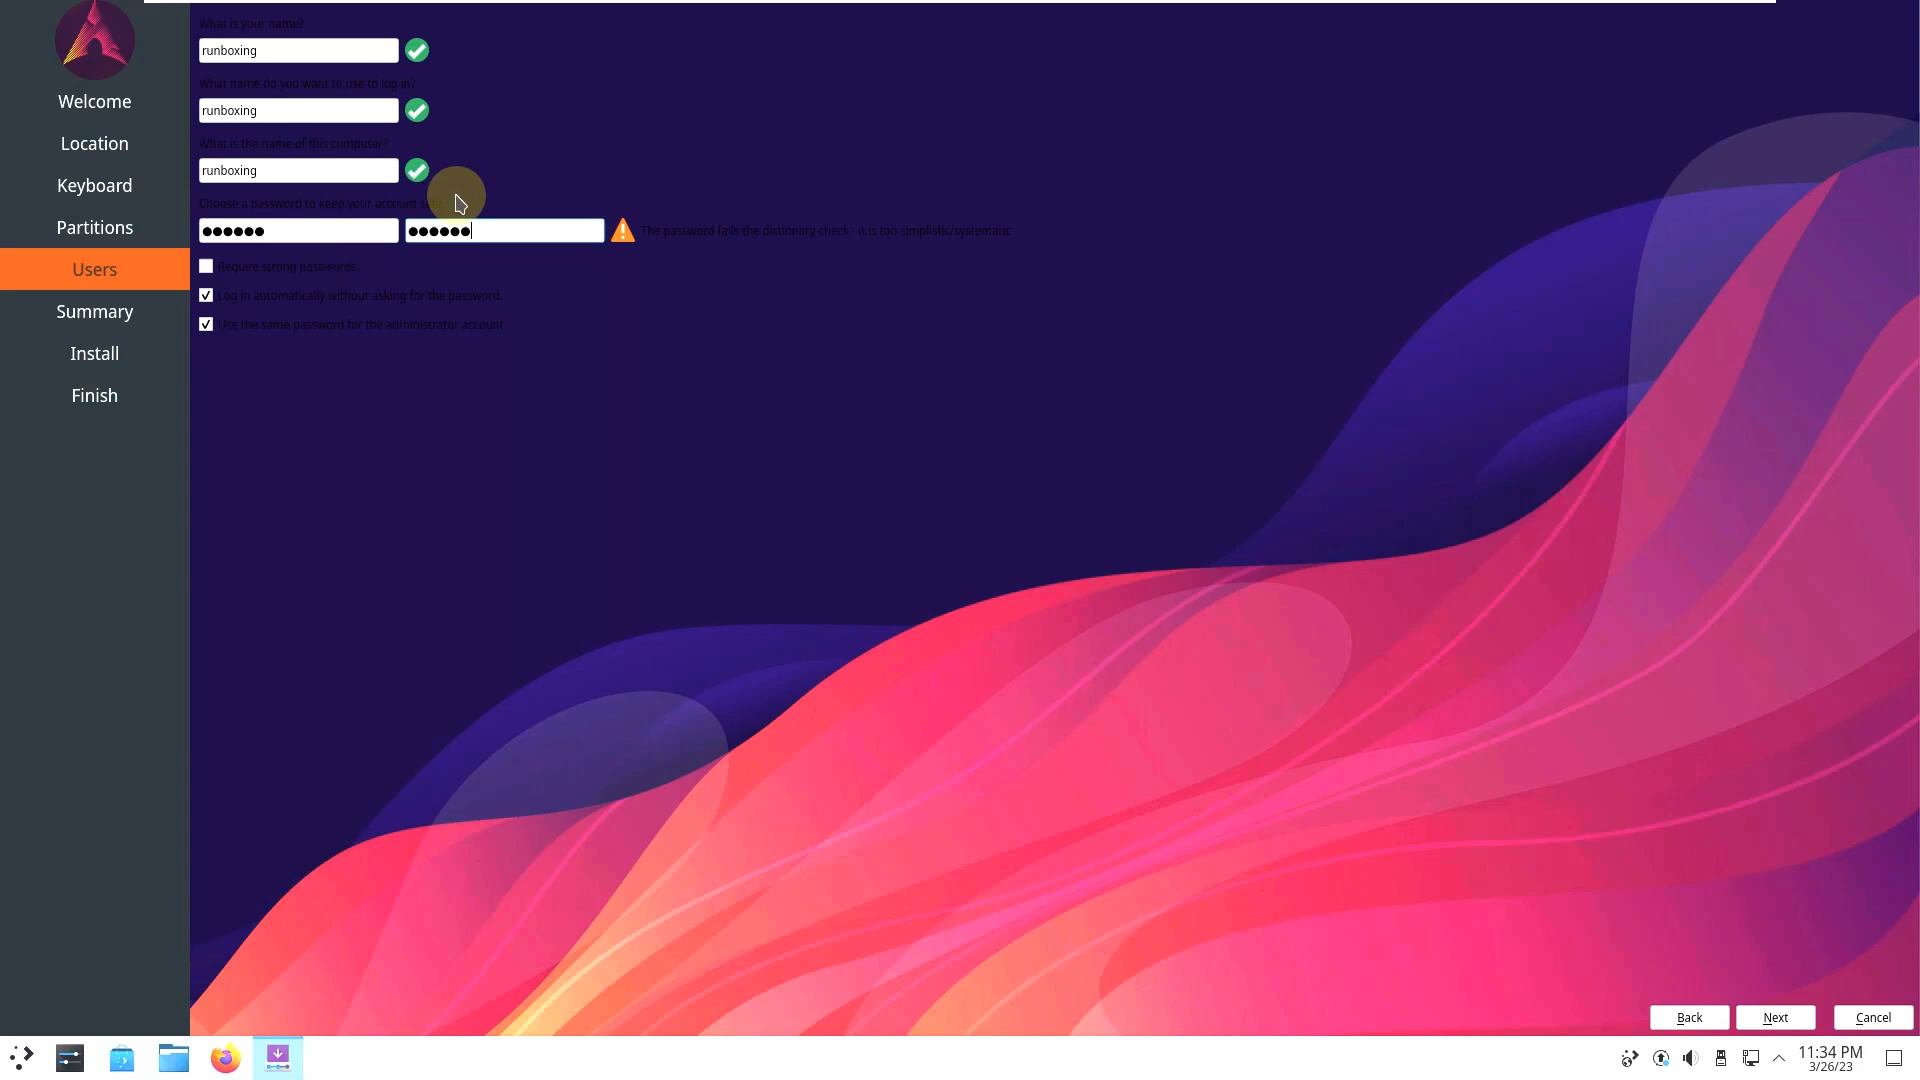 What is your name?
runboxing
What name do you want to use to log in?
runboxing
What is the name of this computer?
runboxing
Choose a password to keep your account
●●●●●● ●●●●●● The password fails the dictionary check - it is too simplistic/systematic
Require strong passwords.
Log in automatically without asking for the password.
Use the same password for the administrator account
Welcome
Location
Keyboard
Partitions
Users
Summary
Install
Finish
Back Next Cancel
11:34 PM
3/26/23